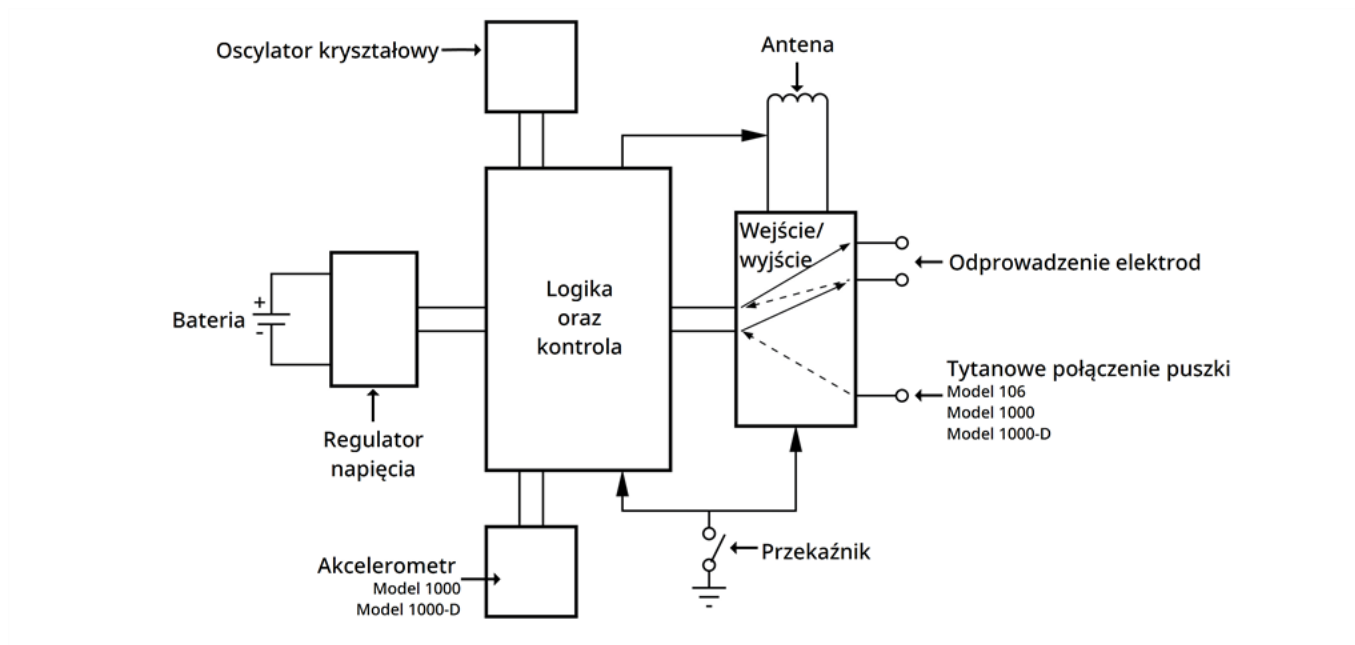 Oscylator kryształowy
Antena
Wejście/
wyjście
Odprowadzenie elektrod
Logika
oraz
kontrola
Bateria
+
-
Tytanowe połączenie puszki
Model 106
Model 1000
Model 1000-D
Regulator
napięcia
Przekaźnik
Akcelerometr
Model 1000
Model 1000-D